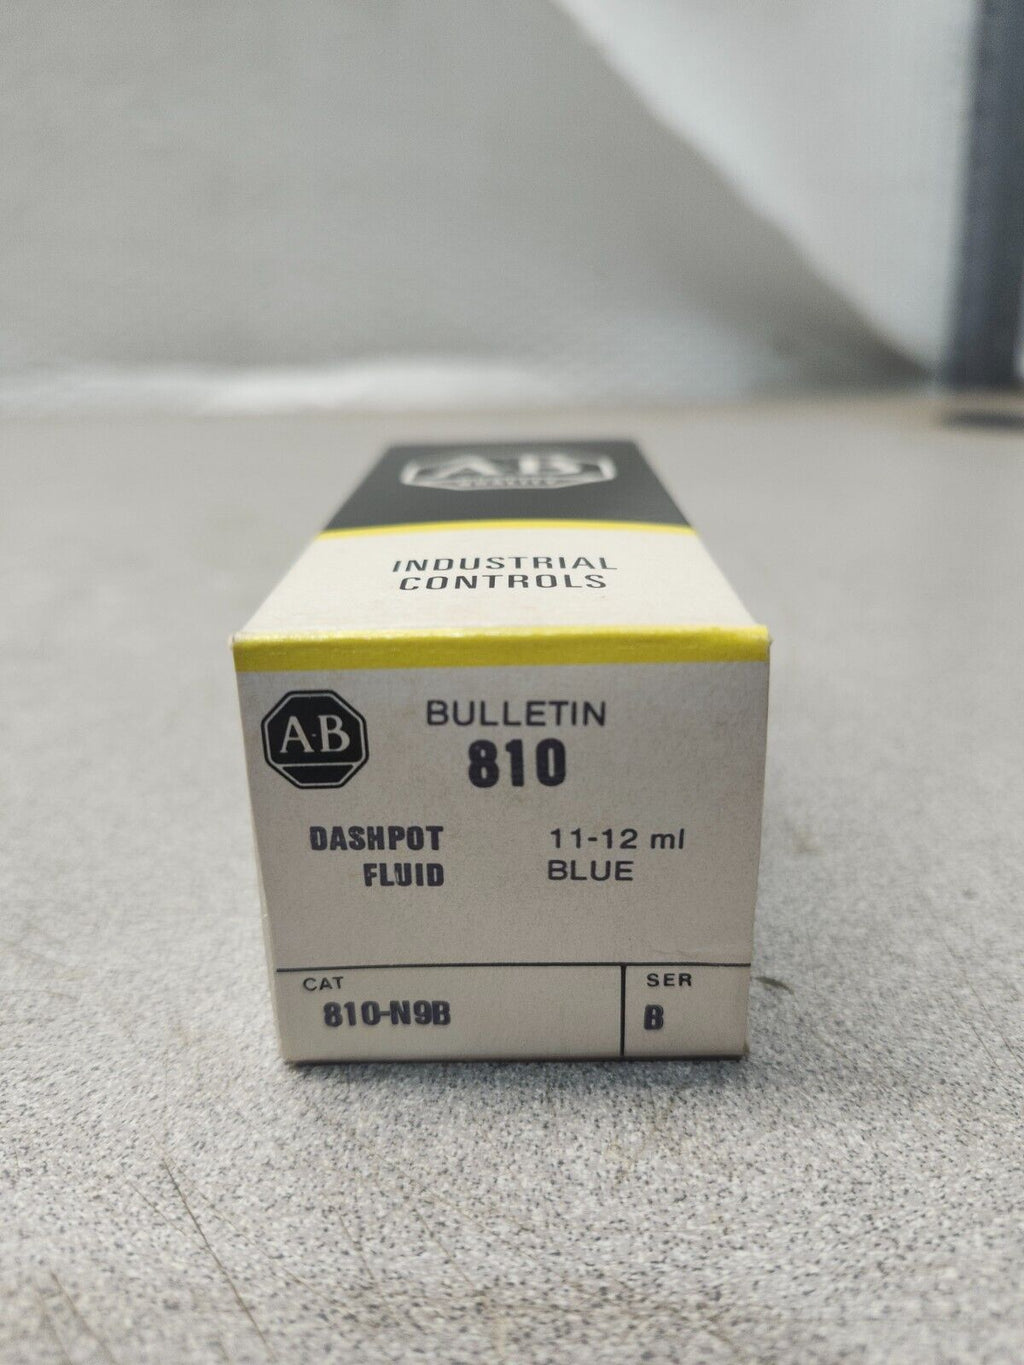 A-B
INDUSTRIAL
CONTROLS
A-B
BULLETIN
810
DASHPOT
FLUID
11-12 ml
BLUE
CAT
810-N9B
SER
B